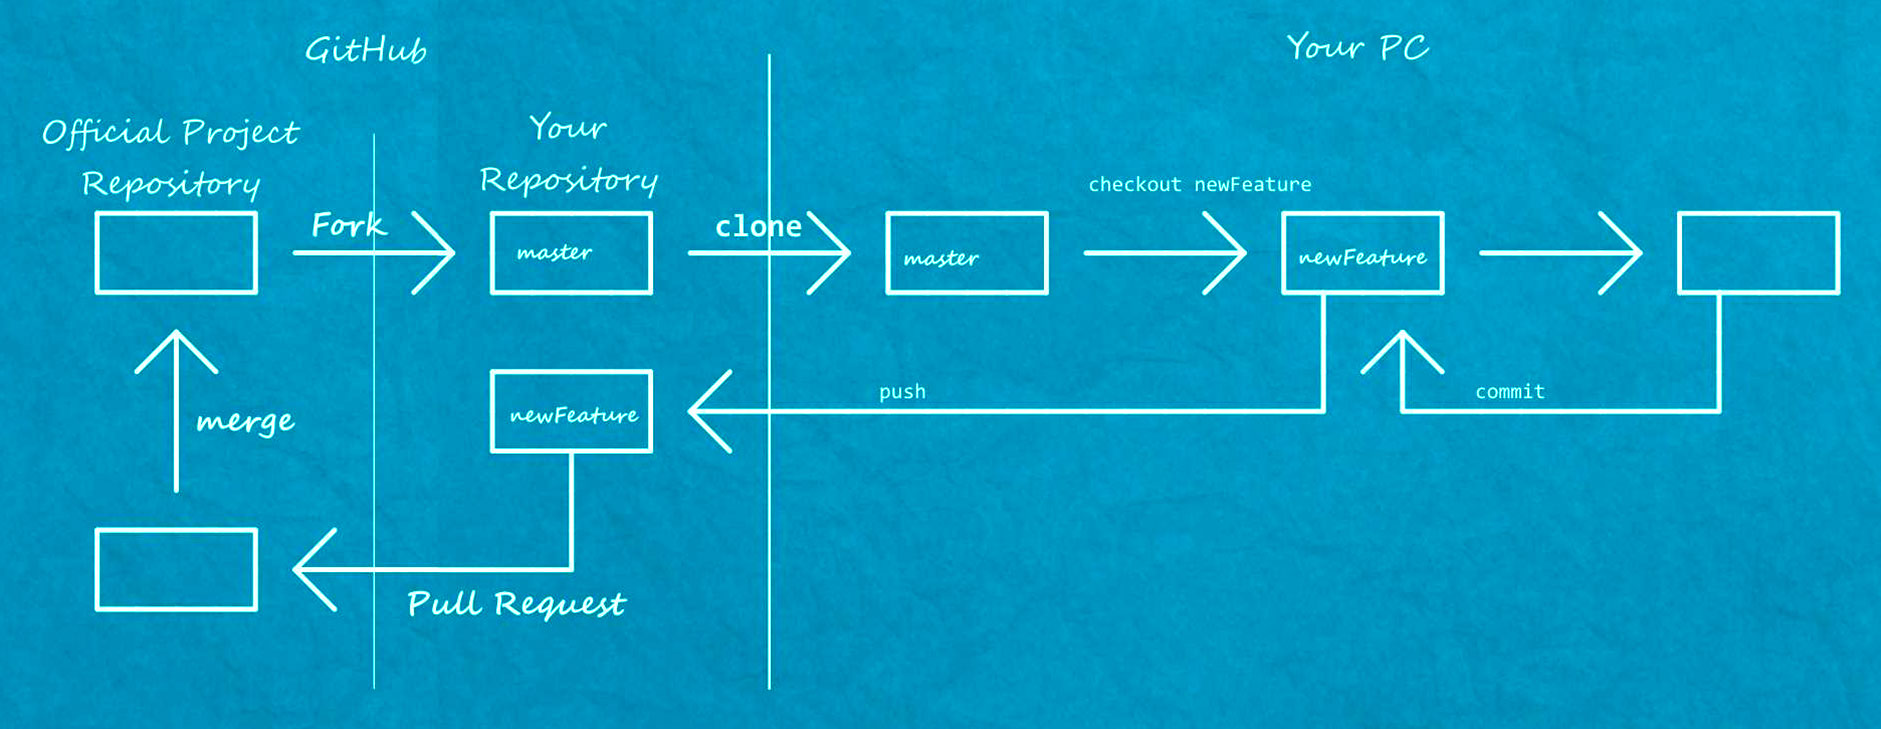 GitHub
Your PC
Official Project
Repository
Your
Repository
Fork
master
clone
master
checkout newFeature
newFeature
newFeature
push
commit
merge
Pull Request